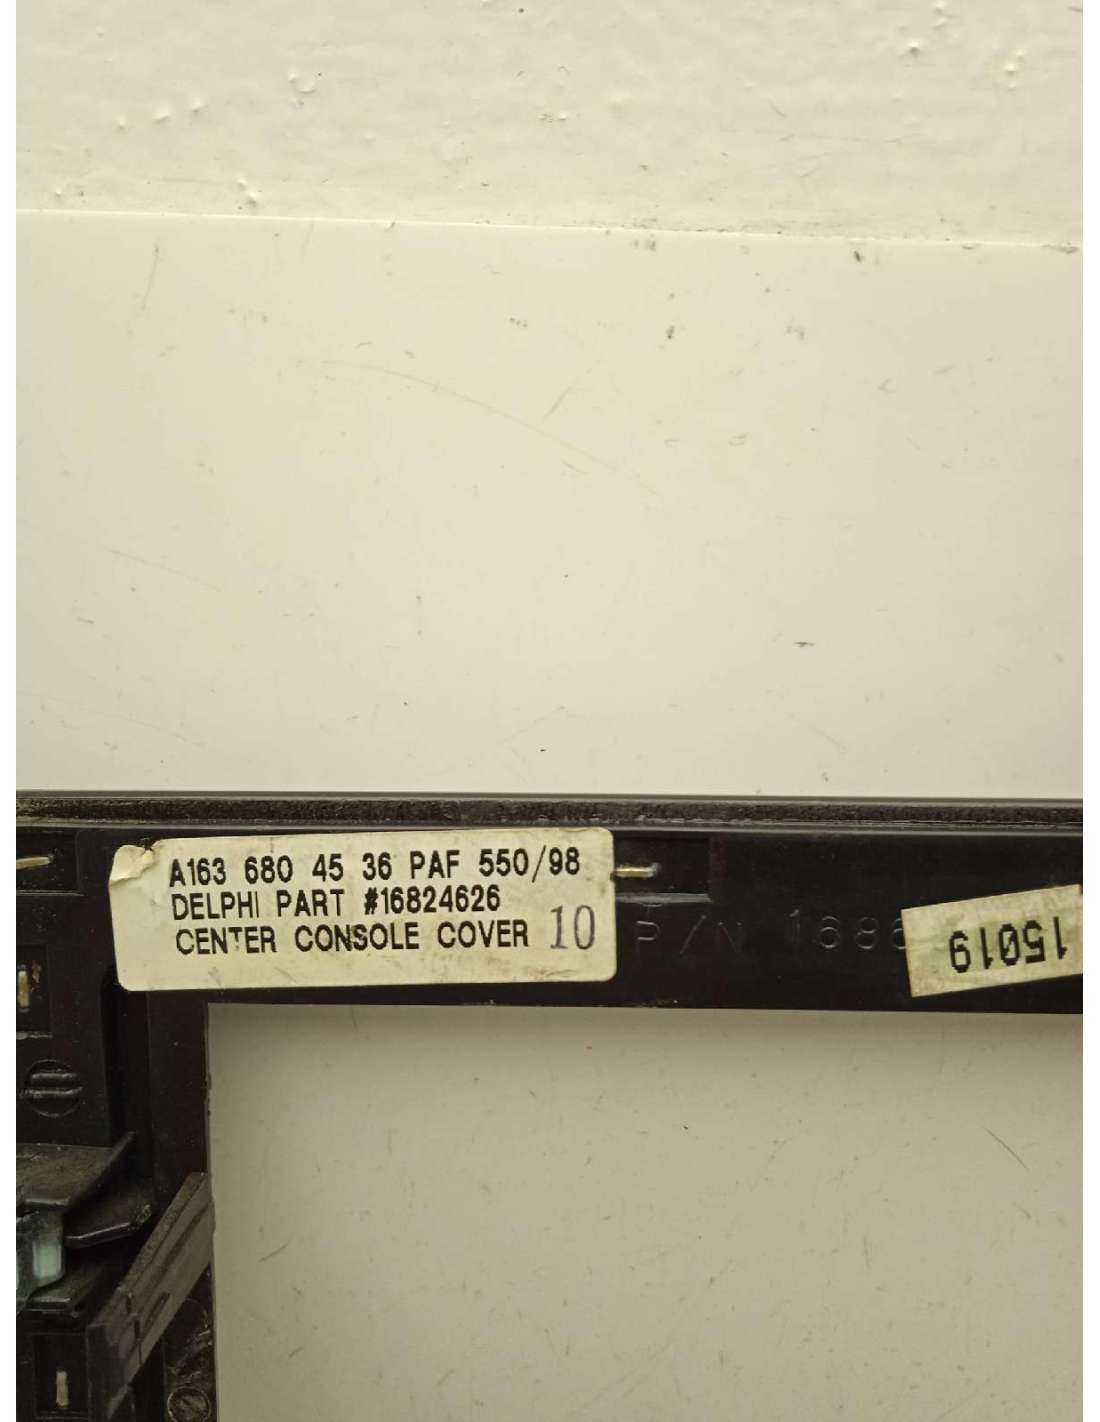 A163 680 45 36 PAF 550/98
DELPHI PART #16824626
CENTER CONSOLE COVER 10
P/N 1686
15019